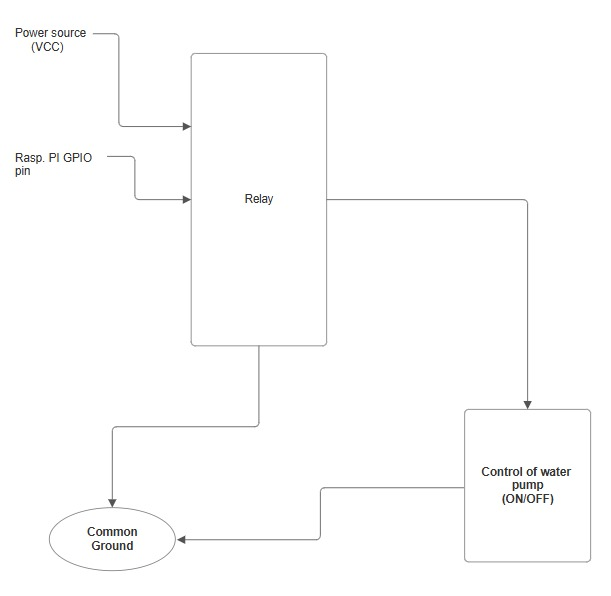 Power source
(VCC)
Rasp. PI GPIO
pin
Relay
Control of water
pump
(ON/OFF)
Common
Ground